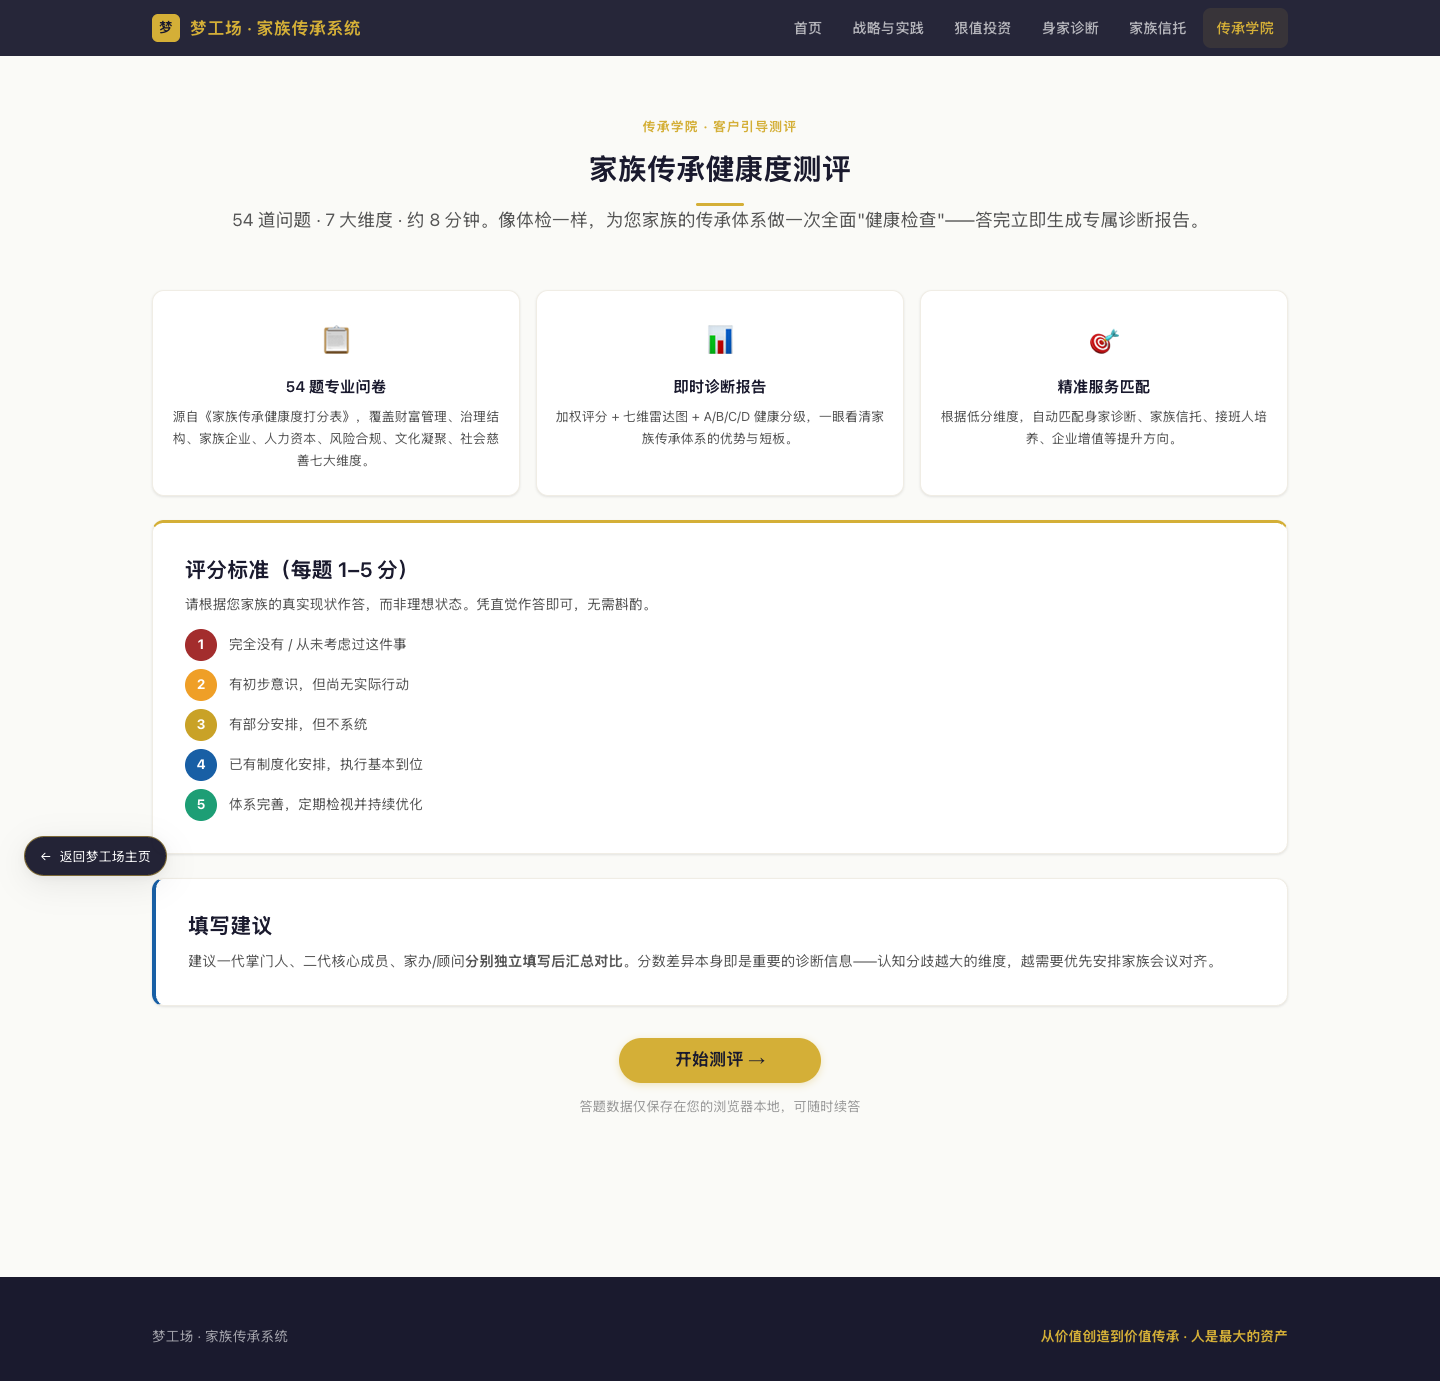 梦 梦工场 · 家族传承系统
首页 战略与实践 狠值投资 身家诊断 家族信托 传承学院
传承学院 · 客户引导测评
家族传承健康度测评
54 道问题 · 7 大维度 · 约 8 分钟。像体检一样，为您家族的传承体系做一次全面"健康检查"——答完立即生成专属诊断报告。
54 题专业问卷
源自《家族传承健康度打分表》，覆盖财富管理、治理结
构、家族企业、人力资本、风险合规、文化凝聚、社会慈
善七大维度。
即时诊断报告
加权评分 + 七维雷达图 + A/B/C/D 健康分级，一眼看清家
族传承体系的优势与短板。
精准服务匹配
根据低分维度，自动匹配身家诊断、家族信托、接班人培
养、企业增值等提升方向。
评分标准（每题 1–5 分）
请根据您家族的真实现状作答，而非理想状态。凭直觉作答即可，无需斟酌。
1 完全没有 / 从未考虑过这件事
2 有初步意识，但尚无实际行动
3 有部分安排，但不系统
4 已有制度化安排，执行基本到位
5 体系完善，定期检视并持续优化
← 返回梦工场主页
填写建议
建议一代掌门人、二代核心成员、家办/顾问分别独立填写后汇总对比。分数差异本身即是重要的诊断信息——认知分歧越大的维度，越需要优先安排家族会议对齐。
开始测评 →
答题数据仅保存在您的浏览器本地，可随时续答
梦工场 · 家族传承系统
从价值创造到价值传承 · 人是最大的资产